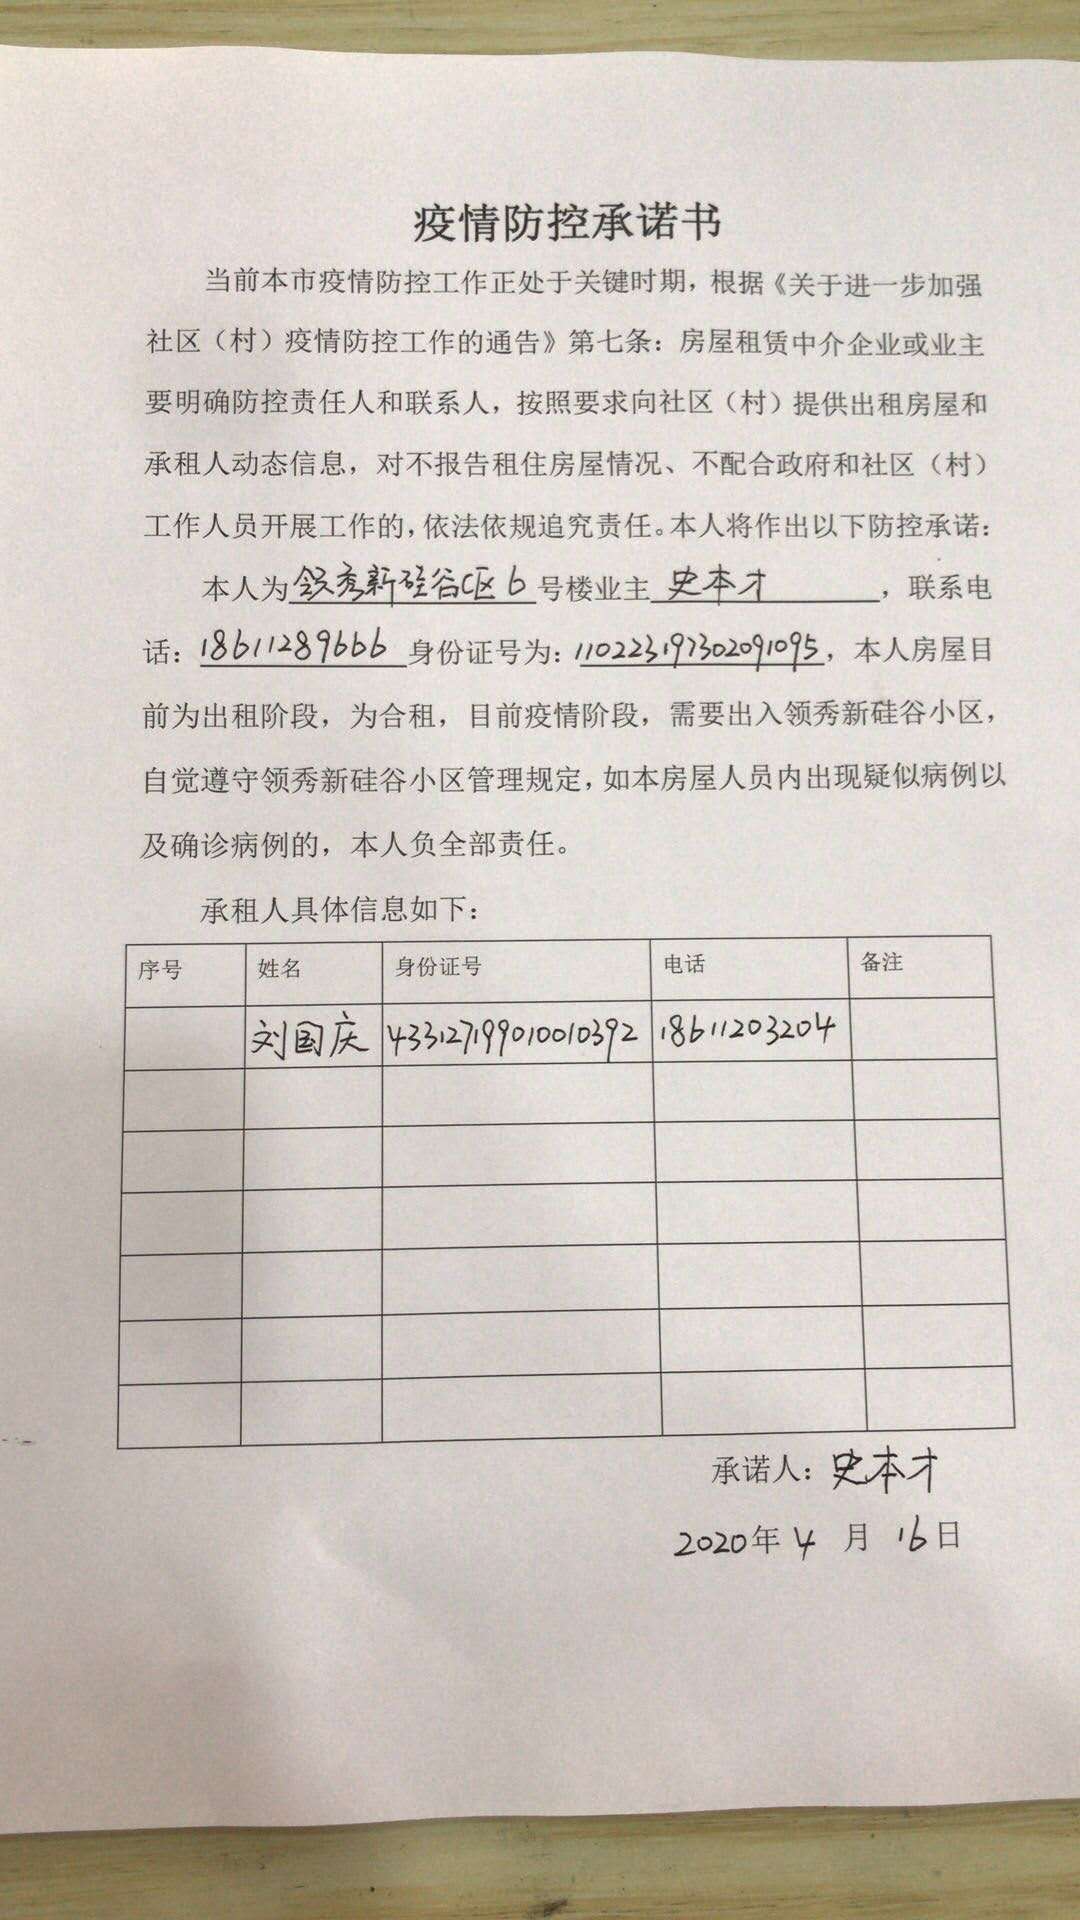 疫情防控承诺书
当前本市疫情防控工作正处于关键时期，根据《关于进一步加强
社区（村）疫情防控工作的通告》第七条：房屋租赁中介企业或业主
要明确防控责任人和联系人，按照要求向社区（村）提供出租房屋和
承租人动态信息，对不报告租住房屋情况、不配合政府和社区（村）
工作人员开展工作的，依法依规追究责任。本人将作出以下防控承诺：
本人为领秀新硅谷C区6号楼业主史本才，联系电
话：18611289666身份证号为：110223197302091095，本人房屋目
前为出租阶段，为合租，目前疫情阶段，需要出入领秀新硅谷小区，
自觉遵守领秀新硅谷小区管理规定，如本房屋人员内出现疑似病例以
及确诊病例的，本人负全部责任。
承租人具体信息如下：
序号 姓名 身份证号 电话 备注
刘国庆 433127199010010392 18611203204
承诺人：史本才
2020年4月16日